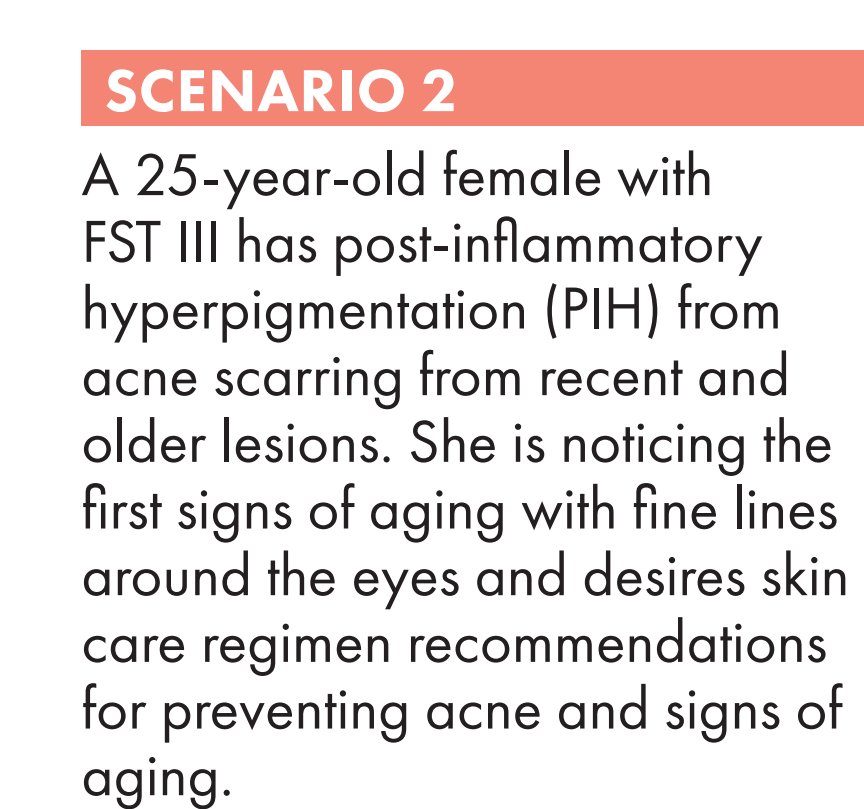 SCENARIO 2
A 25-year-old female with
FST III has post-inflammatory
hyperpigmentation (PIH) from
acne scarring from recent and
older lesions. She is noticing the
first signs of aging with fine lines
around the eyes and desires skin
care regimen recommendations
for preventing acne and signs of
aging.